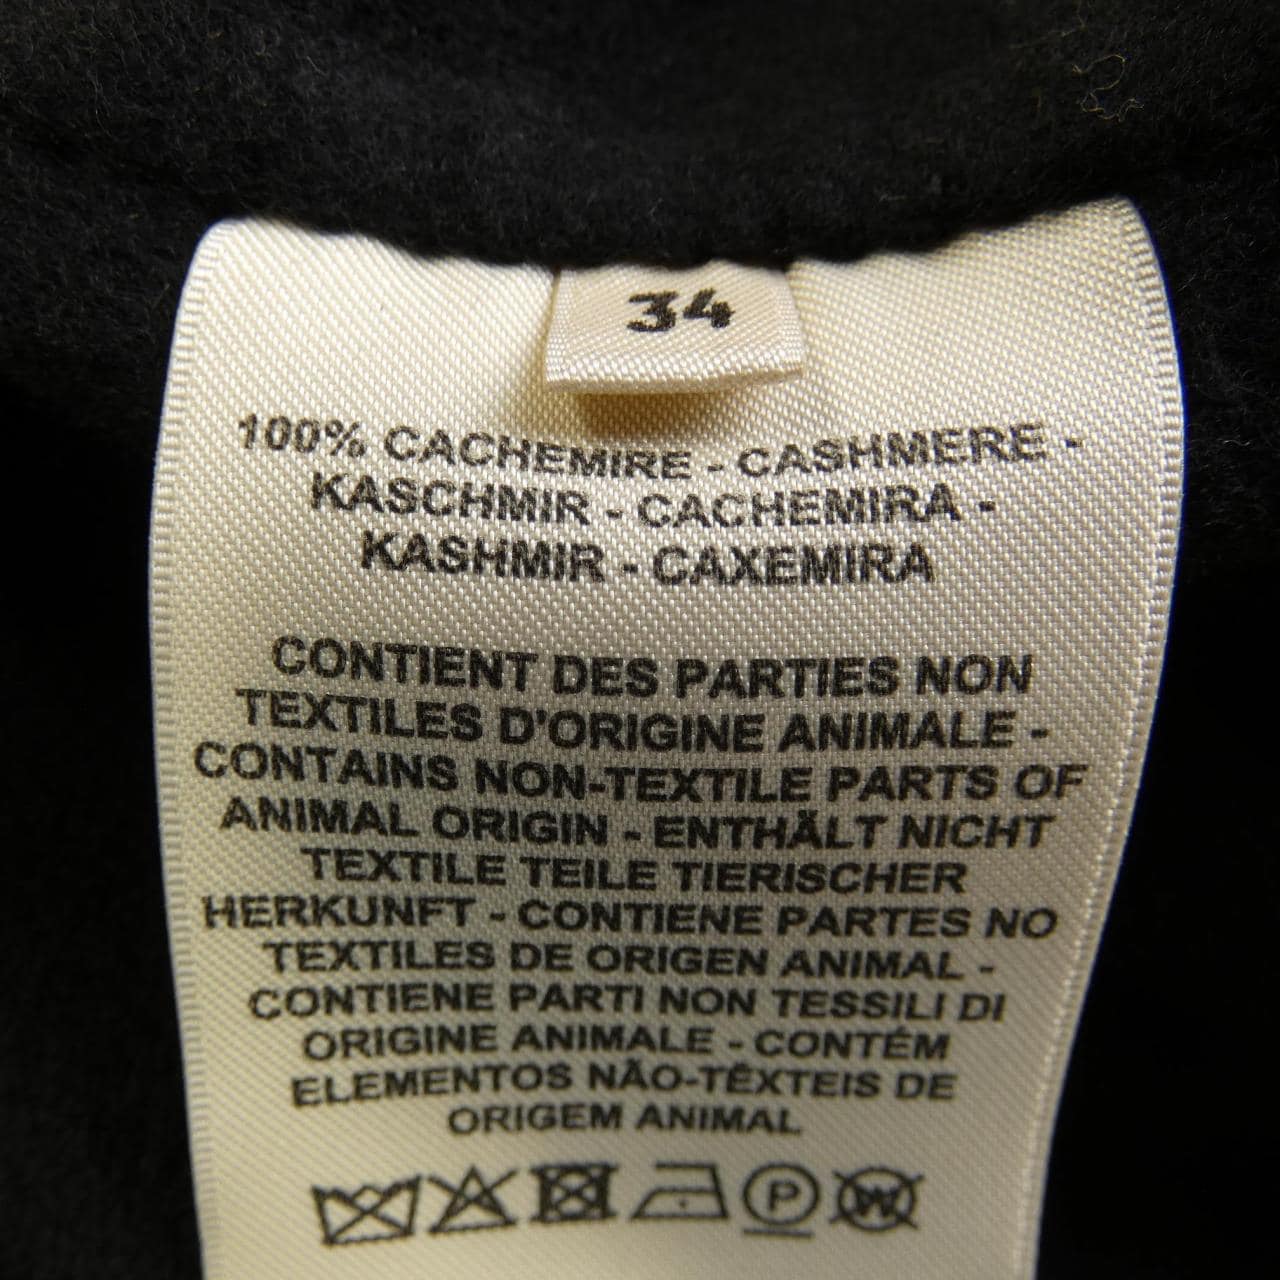 34
100% CACHEMIRE - CASHMERE -
KASCHMIR - CACHEMIRA -
KASHMIR - CAXEMIRA
CONTIENT DES PARTIES NON
TEXTILES D'ORIGINE ANIMALE -
CONTAINS NON-TEXTILE PARTS OF
ANIMAL ORIGIN - ENTHÄLT NICHT
TEXTILE TEILE TIERISCHER
HERKUNFT - CONTIENE PARTES NO
TEXTILES DE ORIGEN ANIMAL -
CONTIENE PARTI NON TESSILI DI
ORIGINE ANIMALE - CONTÉM
ELEMENTOS NÃO-TÊXTEIS DE
ORIGEM ANIMAL
P W